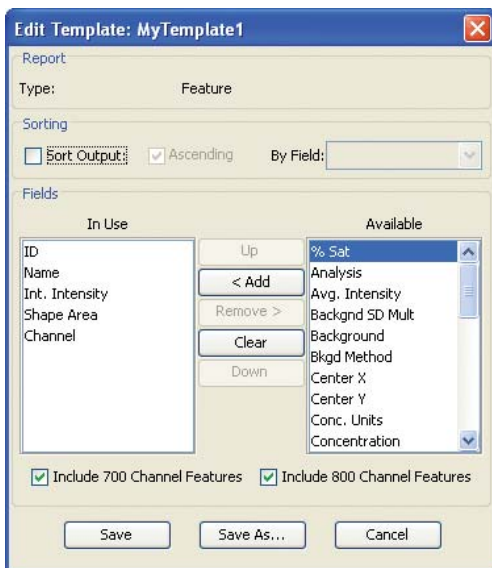 Edit Template: MyTemplate1
Report
Type: Feature
Sorting
Sort Output: Ascending By Field:
Fields
In Use
ID
Name
Int. Intensity
Shape Area
Channel
Up
< Add
Remove >
Clear
Down
Available
% Sat
Analysis
Avg. Intensity
Backgnd SD Mult
Background
Bkgd Method
Center X
Center Y
Conc. Units
Concentration
Include 700 Channel Features Include 800 Channel Features
Save Save As... Cancel